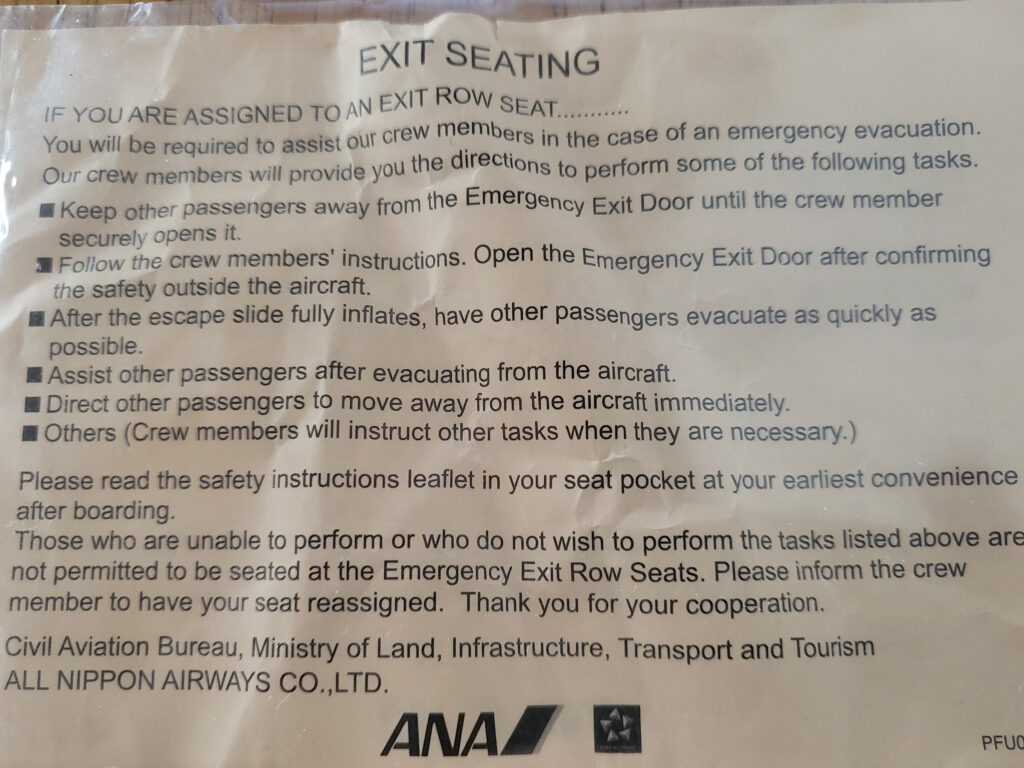 EXIT SEATING
IF YOU ARE ASSIGNED TO AN EXIT ROW SEAT...........
You will be required to assist our crew members in the case of an emergency evacuation.
Our crew members will provide you the directions to perform some of the following tasks.
■ Keep other passengers away from the Emergency Exit Door until the crew member
securely opens it.
■ Follow the crew members' instructions. Open the Emergency Exit Door after confirming
the safety outside the aircraft.
■ After the escape slide fully inflates, have other passengers evacuate as quickly as
possible.
■ Assist other passengers after evacuating from the aircraft.
■ Direct other passengers to move away from the aircraft immediately.
■ Others (Crew members will instruct other tasks when they are necessary.)
Please read the safety instructions leaflet in your seat pocket at your earliest convenience
after boarding.
Those who are unable to perform or who do not wish to perform the tasks listed above are
not permitted to be seated at the Emergency Exit Row Seats. Please inform the crew
member to have your seat reassigned. Thank you for your cooperation.
Civil Aviation Bureau, Ministry of Land, Infrastructure, Transport and Tourism
ALL NIPPON AIRWAYS CO.,LTD.
ANA
PFU0